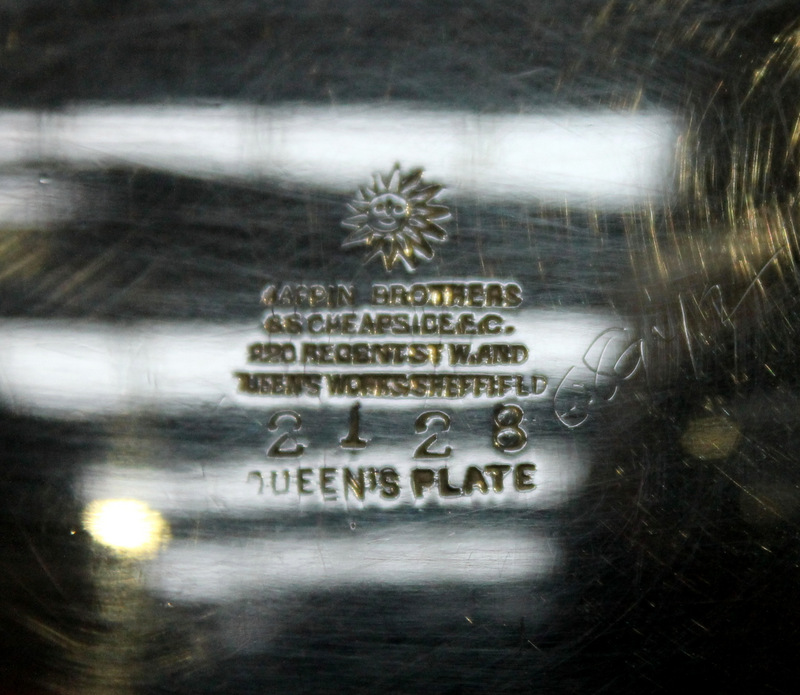 MAPPIN BROTHERS
66 CHEAPSIDE E.C.
220 REGENT ST W. AND
QUEEN'S WORKS SHEFFIELD
2128
QUEEN'S PLATE